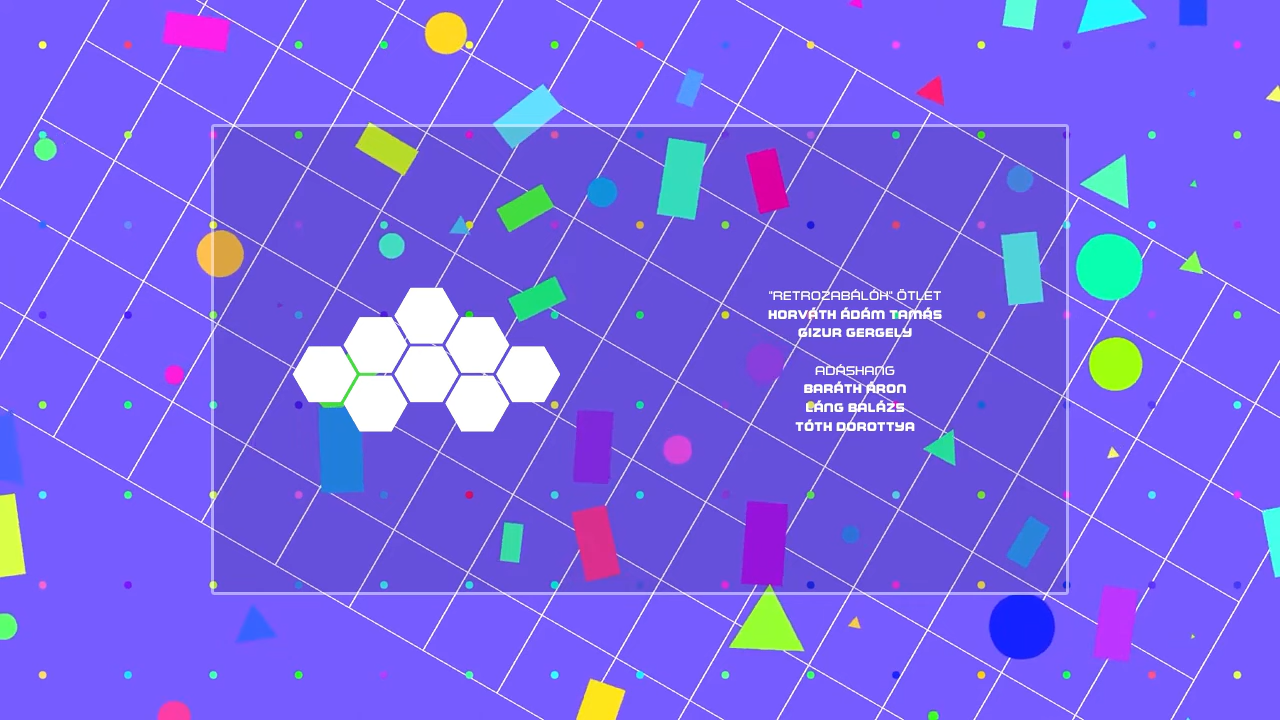 "RETROZABÁLÓK" ÖTLET
HORVÁTH ÁDÁM TAMÁS
GIZUR GERGELY
ADÁSHANG
BARÁTH ÁRON
LÁNG BALÁZS
TÓTH DOROTTYA